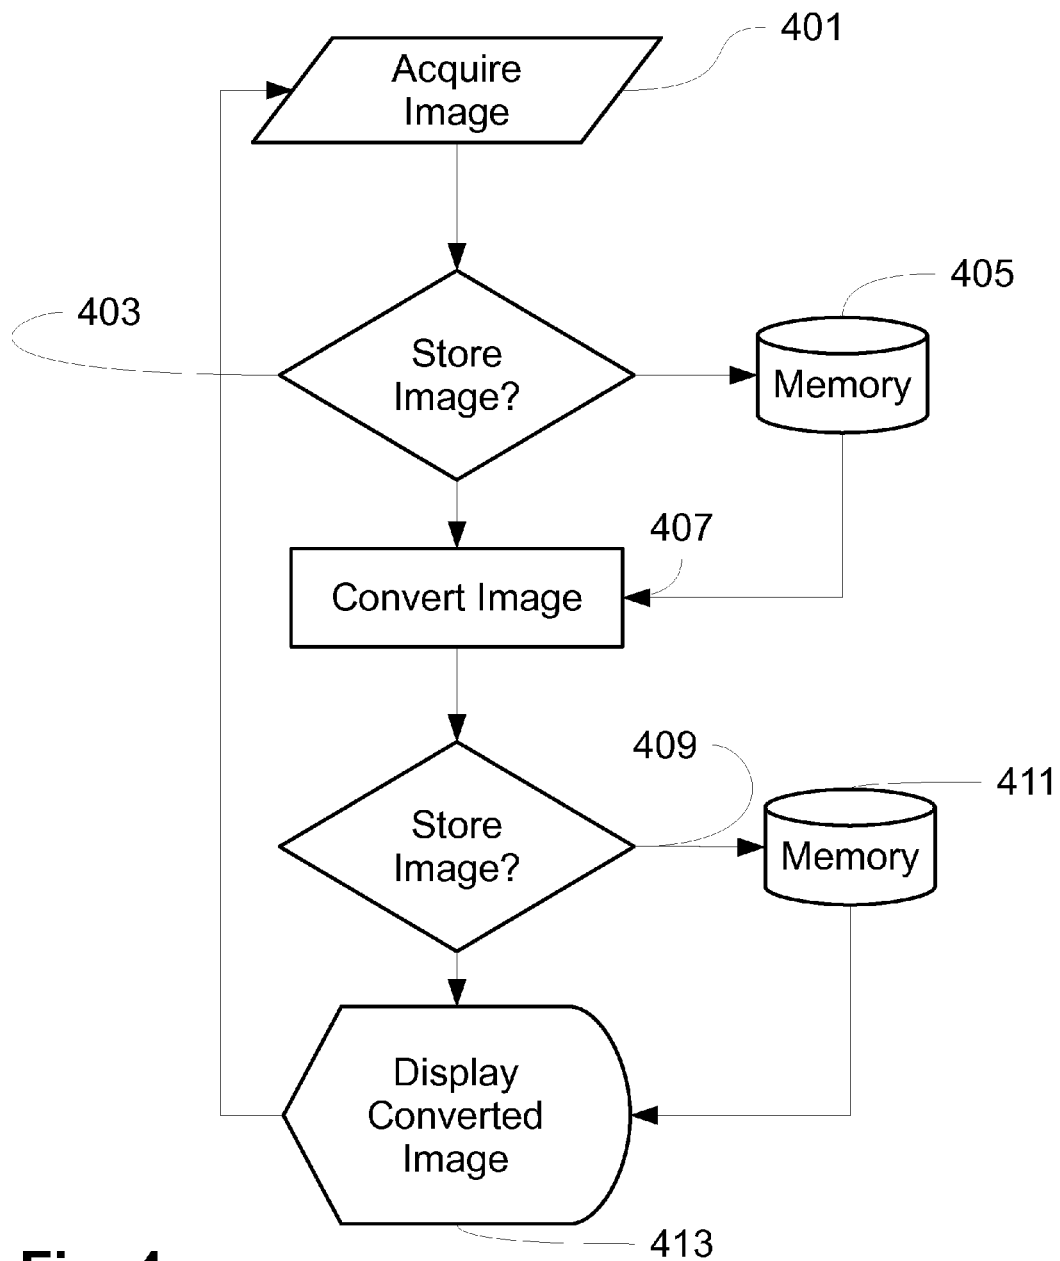 401
Acquire
Image
405
403
Store
Image?
Memory
407
Convert Image
409
411
Store
Image?
Memory
Display
Converted
Image
413